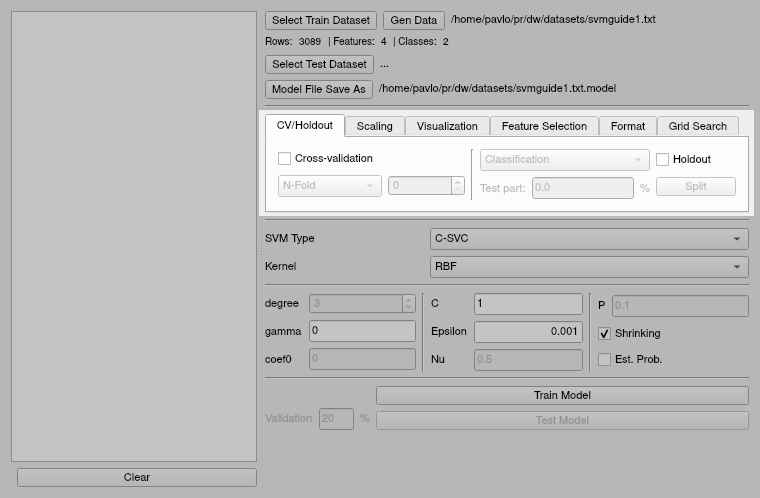 Select Train Dataset Gen Data /home/pavlo/pr/dw/datasets/svmguide1.txt
Rows: 3089 | Features: 4 | Classes: 2
Select Test Dataset ...
Model File Save As /home/pavlo/pr/dw/datasets/svmguide1.txt.model
CV/Holdout Scaling Visualization Feature Selection Format Grid Search
Cross-validation Classification Holdout
N-Fold 0 Test part: 0.0 % Split
SVM Type C-SVC
Kernel RBF
degree 3 C 1 P 0.1
gamma 0 Epsilon 0.001 Shrinking
coef0 0 Nu 0.5 Est. Prob.
Train Model
Validation 20 % Test Model
Clear